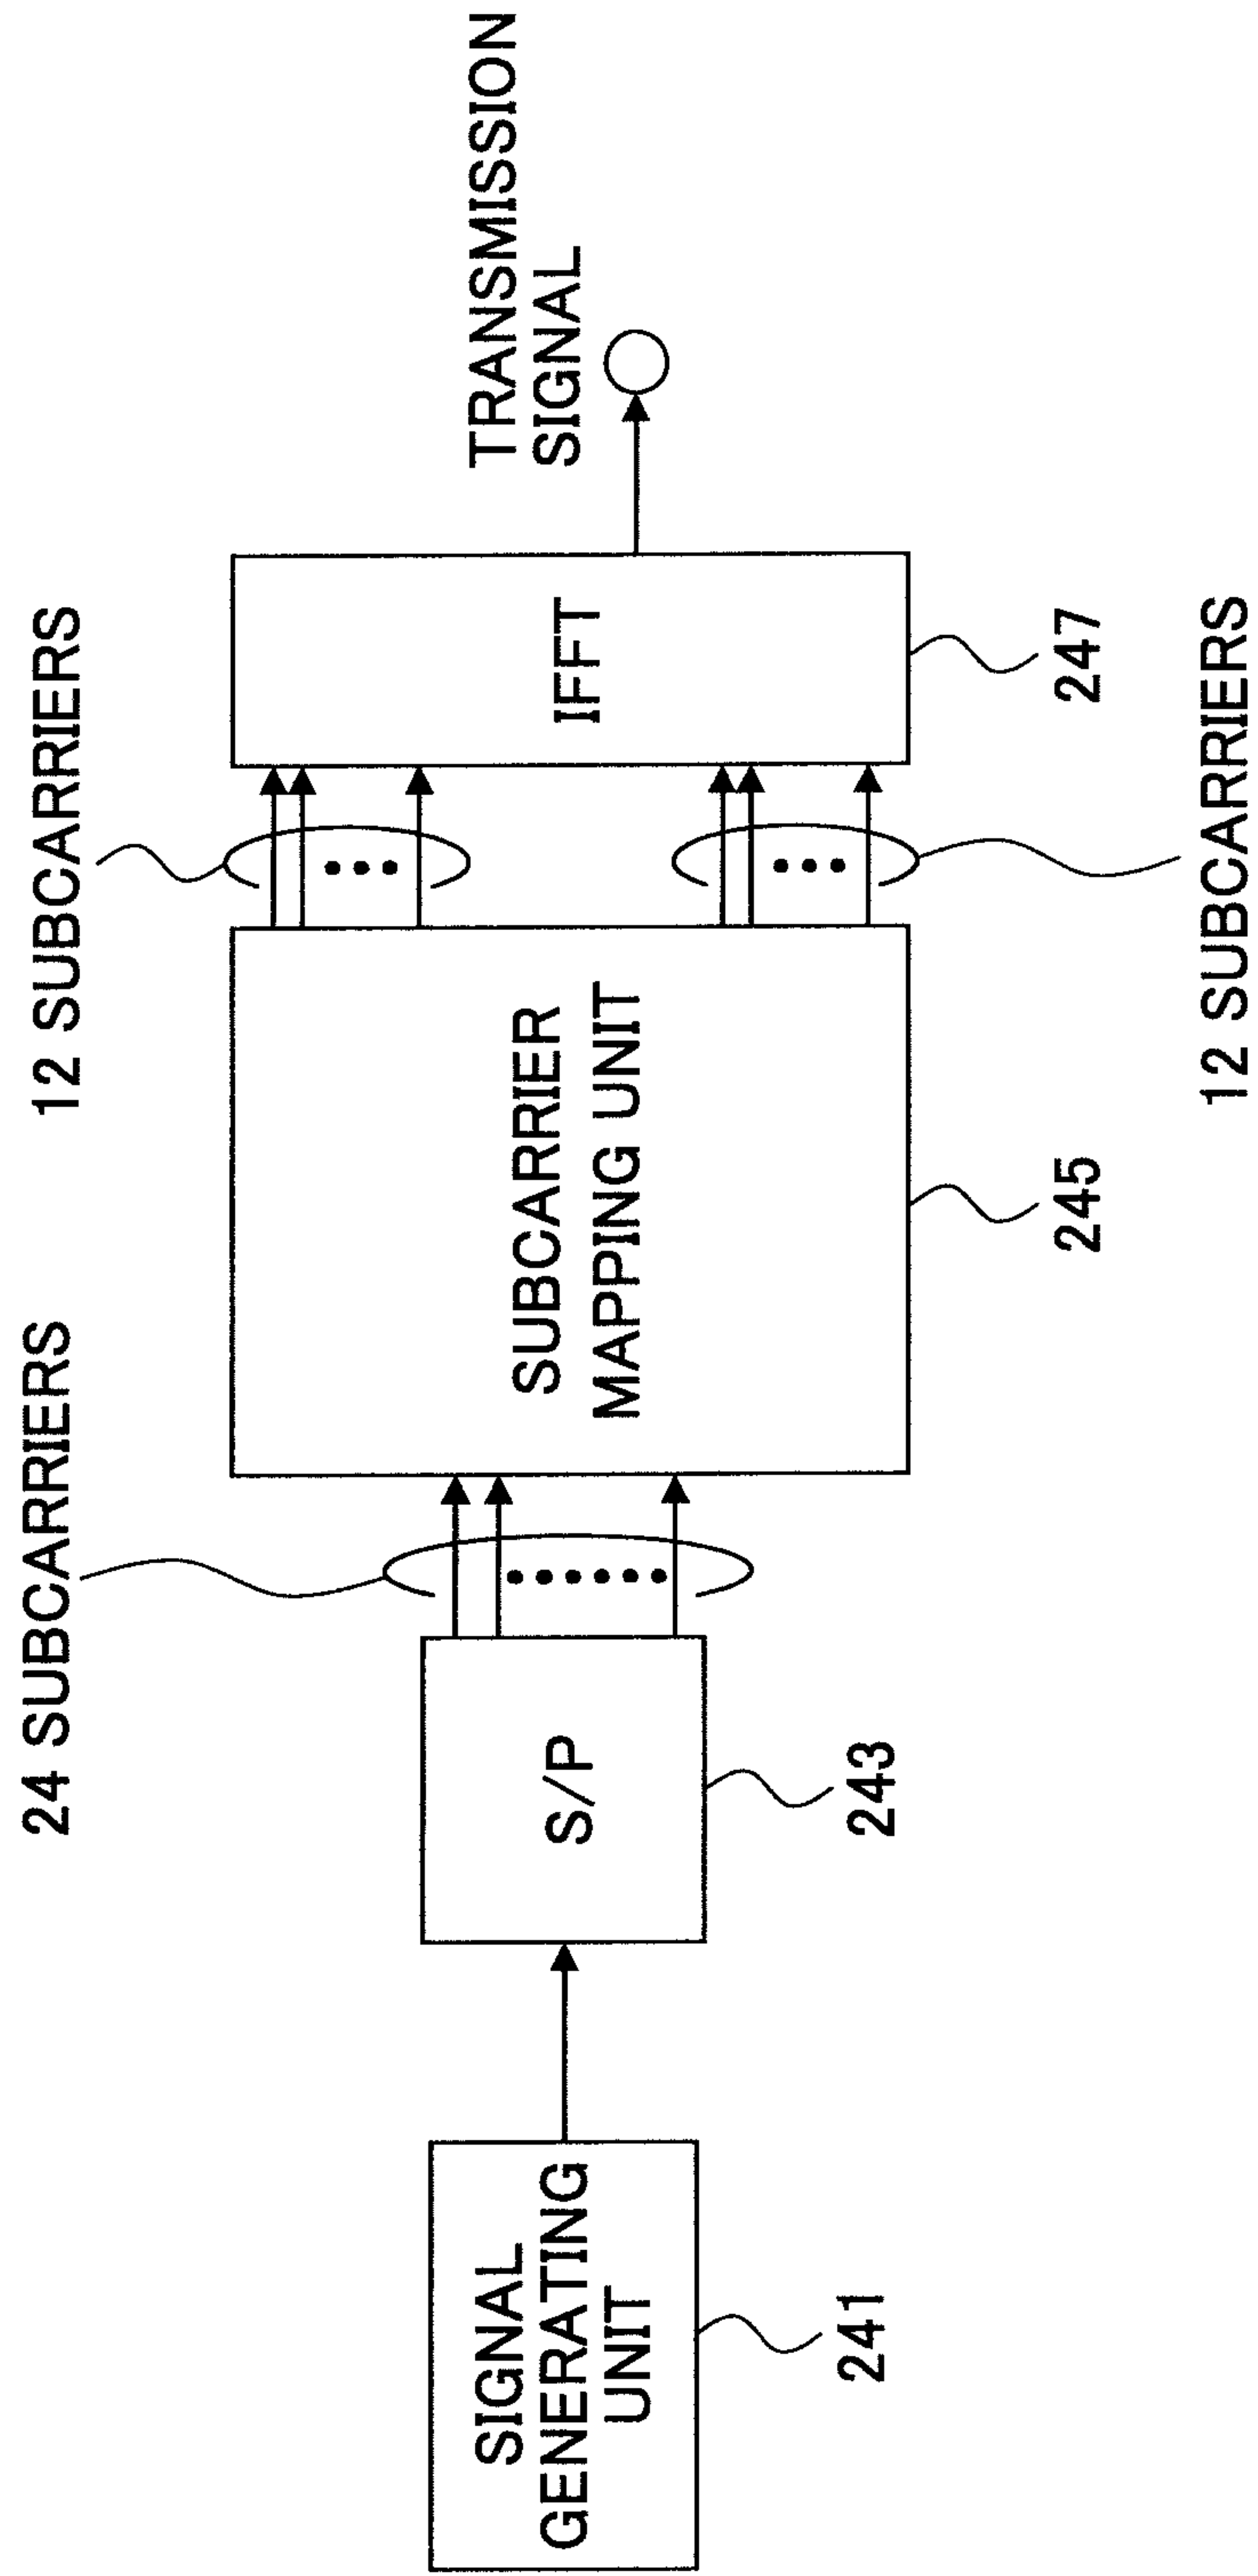 24 SUBCARRIERS
12 SUBCARRIERS
TRANSMISSION
SIGNAL
SIGNAL
GENERATING
UNIT
S/P
SUBCARRIER
MAPPING UNIT
IFFT
241
243
245
247
12 SUBCARRIERS